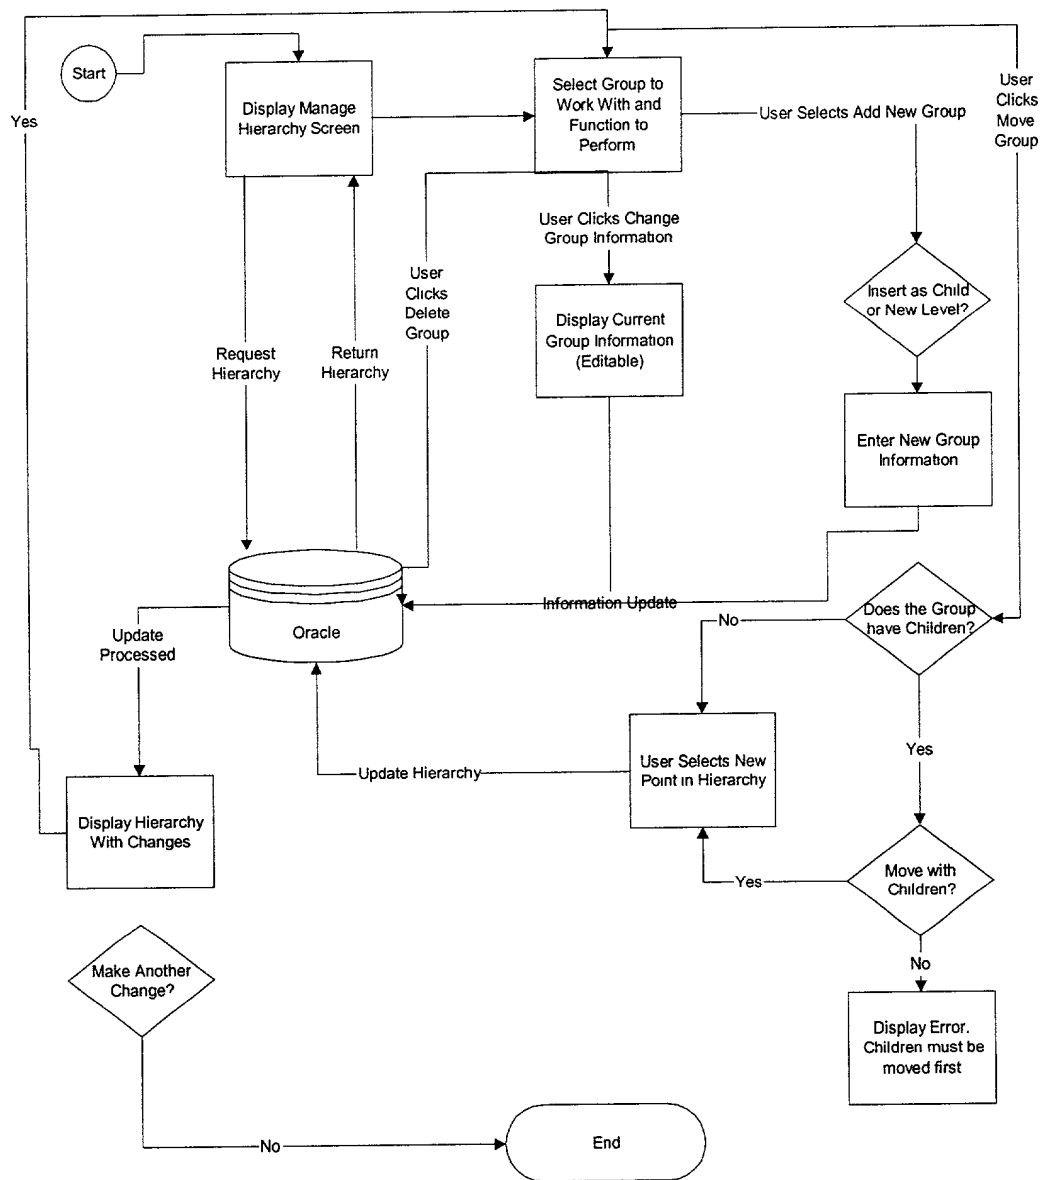 Start
Display Manage
Hierarchy Screen
Select Group to
Work With and
Function to
Perform
User Selects Add New Group
User
Clicks
Move
Group
Yes
User Clicks Change
Group Information
User
Clicks
Delete
Group
Insert as Child
or New Level?
Display Current
Group Information
(Editable)
Request
Hierarchy
Return
Hierarchy
Enter New Group
Information
Information Update
Oracle
Does the Group
have Children?
No
Update
Processed
Yes
User Selects New
Point in Hierarchy
Update Hierarchy
Display Hierarchy
With Changes
Move with
Children?
Yes
No
Make Another
Change?
Display Error.
Children must be
moved first
No
End